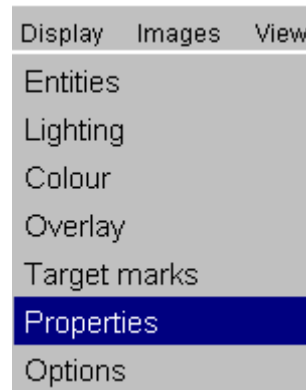 Display Images View
Entities
Lighting
Colour
Overlay
Target marks
Properties
Options